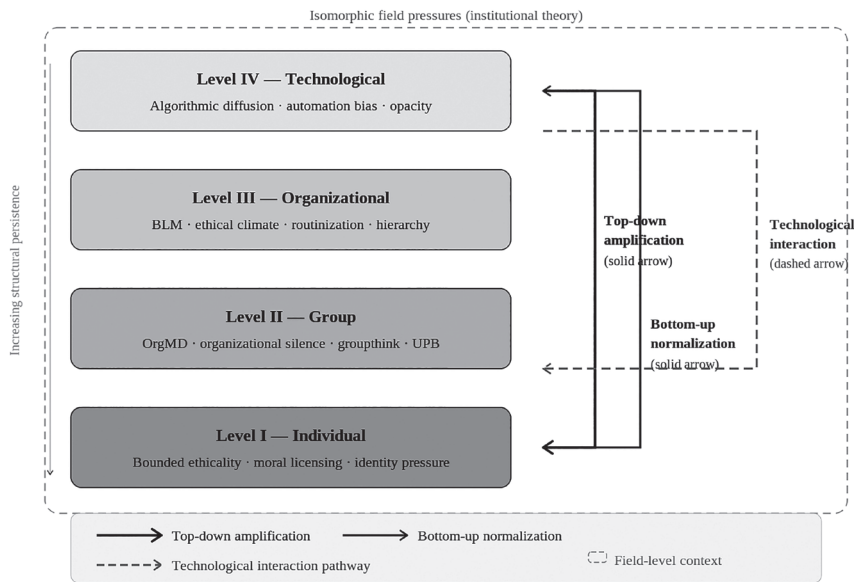 Isomorphic field pressures (institutional theory)
Increasing structural persistence
Level IV — Technological
Algorithmic diffusion · automation bias · opacity
Level III — Organizational
BLM · ethical climate · routinization · hierarchy
Level II — Group
OrgMD · organizational silence · groupthink · UPB
Level I — Individual
Bounded ethicality · moral licensing · identity pressure
Top-down
amplification
(solid arrow)
Bottom-up
normalization
(solid arrow)
Technological
interaction
(dashed arrow)
Top-down amplification
Bottom-up normalization
Technological interaction pathway
Field-level context